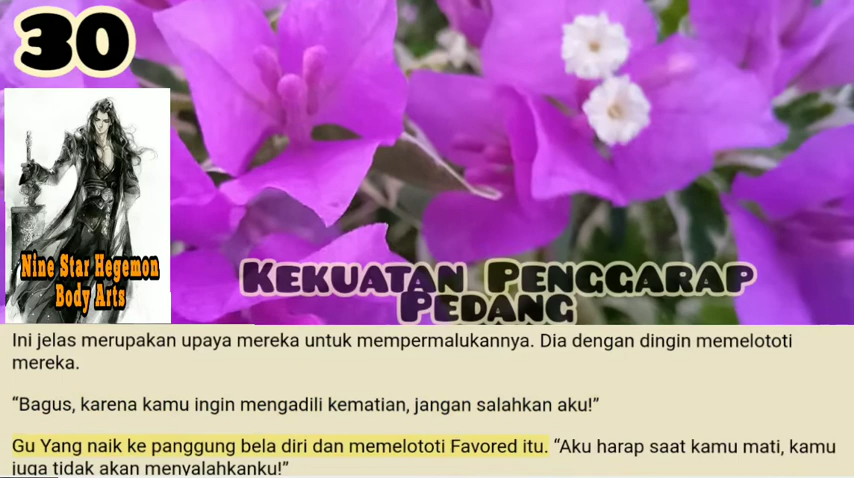 30
Nine Star Hegemon
Body Arts
Kekuatan Penggarap
Pedang
Ini jelas merupakan upaya mereka untuk mempermalukannya. Dia dengan dingin memelototi
mereka.
“Bagus, karena kamu ingin mengadili kematian, jangan salahkan aku!”
Gu Yang naik ke panggung bela diri dan memelototi Favored itu. “Aku harap saat kamu mati, kamu
juga tidak akan menyalahkanku!”